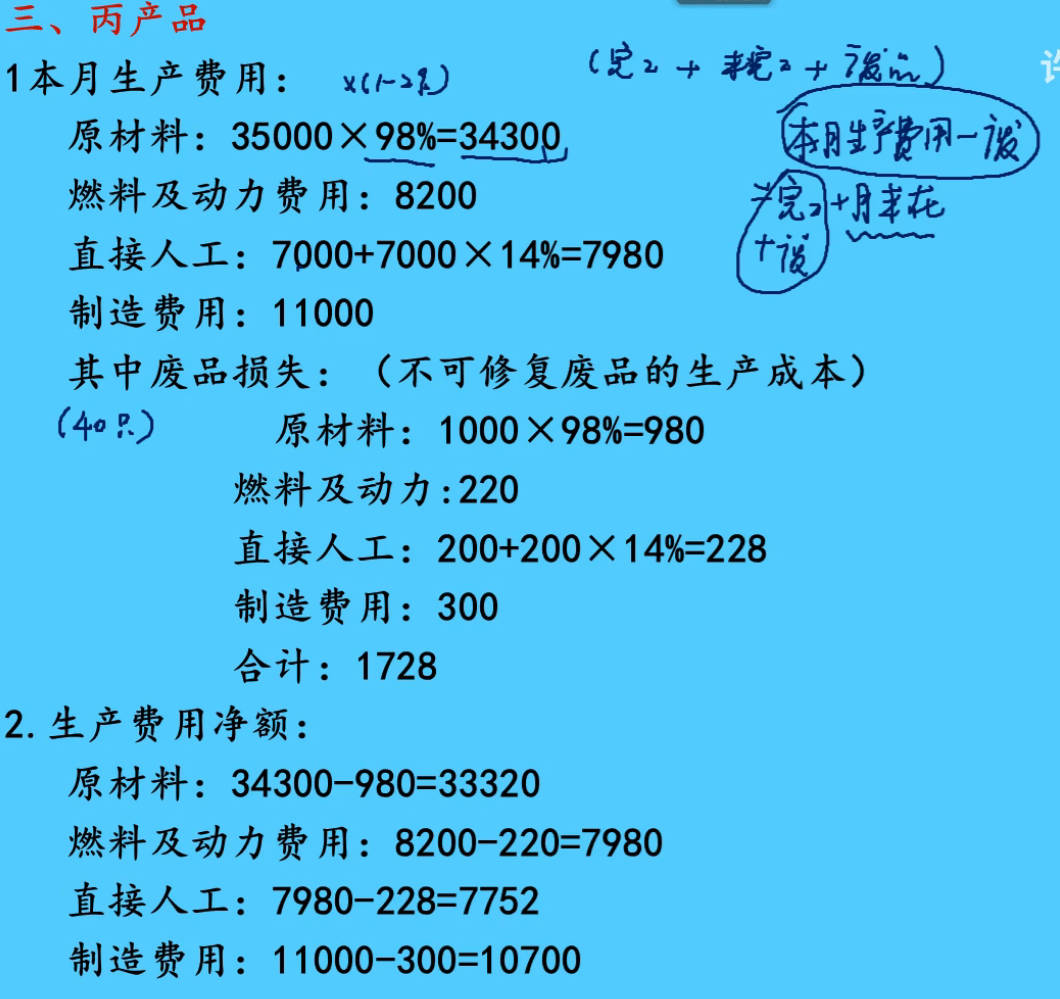 三、丙产品
1本月生产费用： ×(1-2%) (完工 + 未完工 + 废品)
原材料：35000×98%=34300 本月生产费用－废
燃料及动力费用：8200 =完工+月末在
+废
直接人工：7000+7000×14%=7980
制造费用：11000
其中废品损失：（不可修复废品的生产成本）
(40只) 原材料：1000×98%=980
燃料及动力:220
直接人工：200+200×14%=228
制造费用：300
合计：1728
2.生产费用净额：
原材料：34300-980=33320
燃料及动力费用：8200-220=7980
直接人工：7980-228=7752
制造费用：11000-300=10700